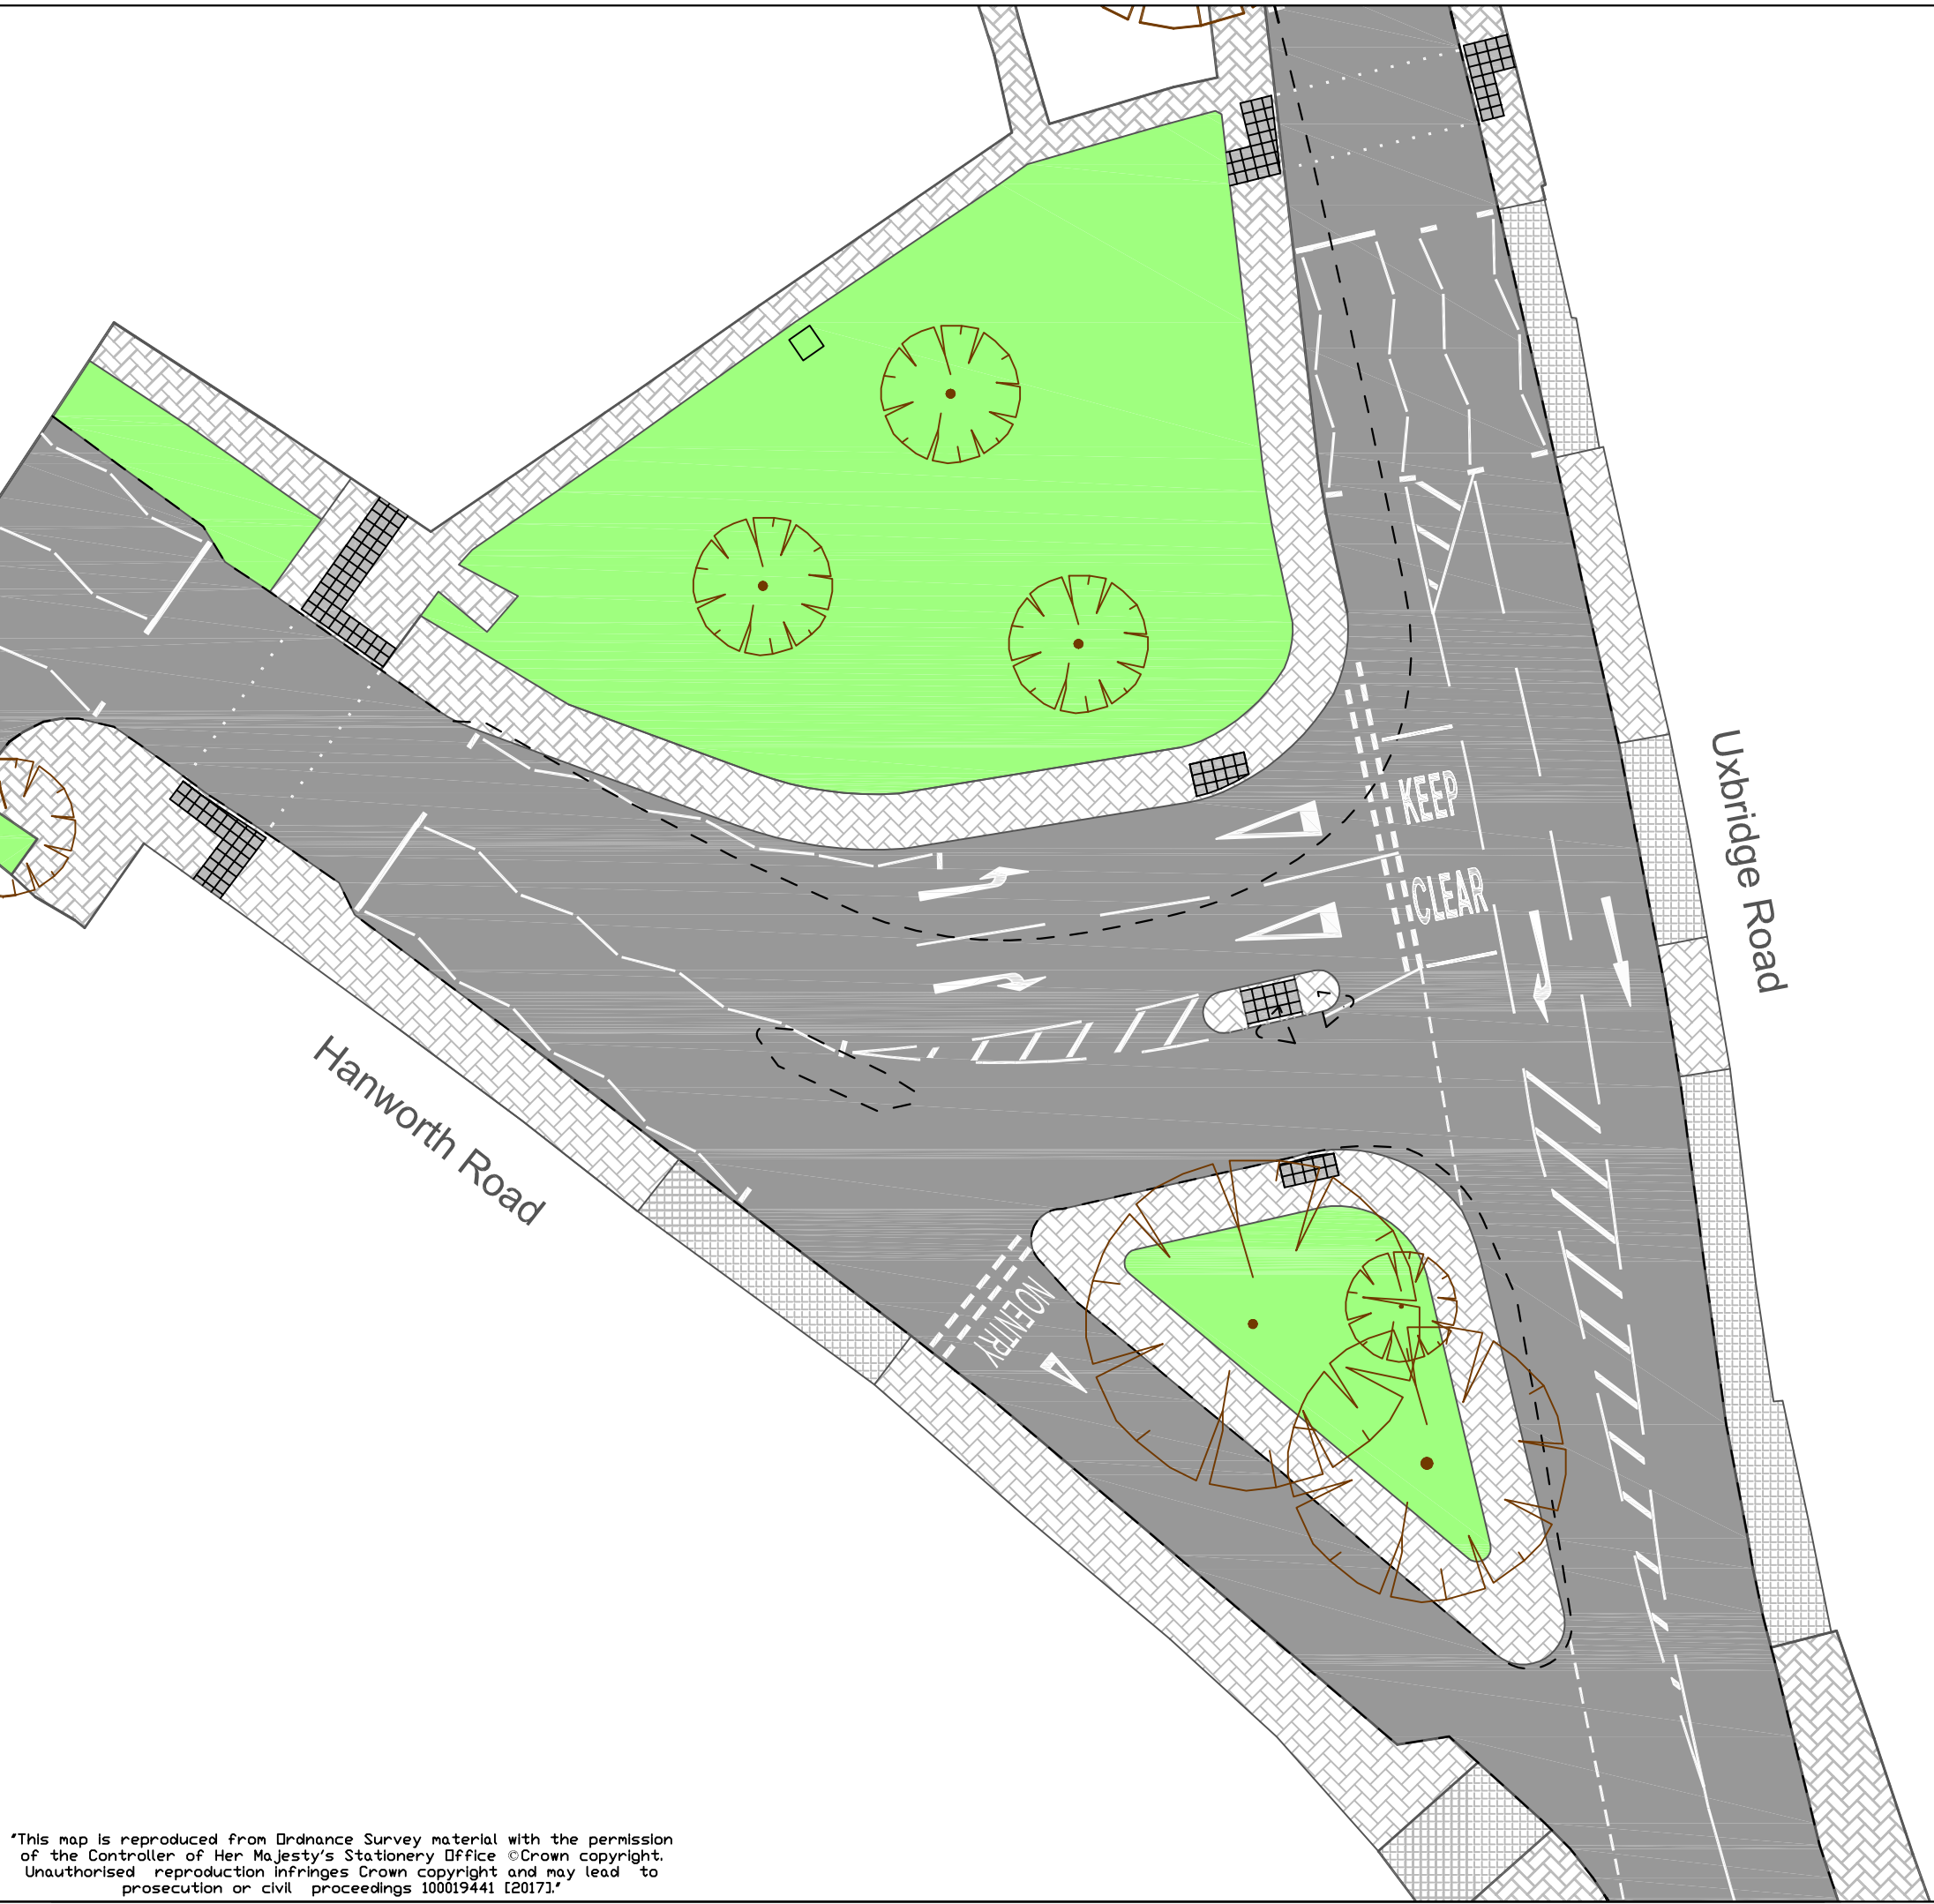 KEEP
CLEAR
Uxbridge Road
Hanworth Road
NO ENTRY
"This map is reproduced from Ordnance Survey material with the permission
of the Controller of Her Majesty's Stationery Office ©Crown copyright.
Unauthorised reproduction infringes Crown copyright and may lead to
prosecution or civil proceedings 100019441 [2017]."